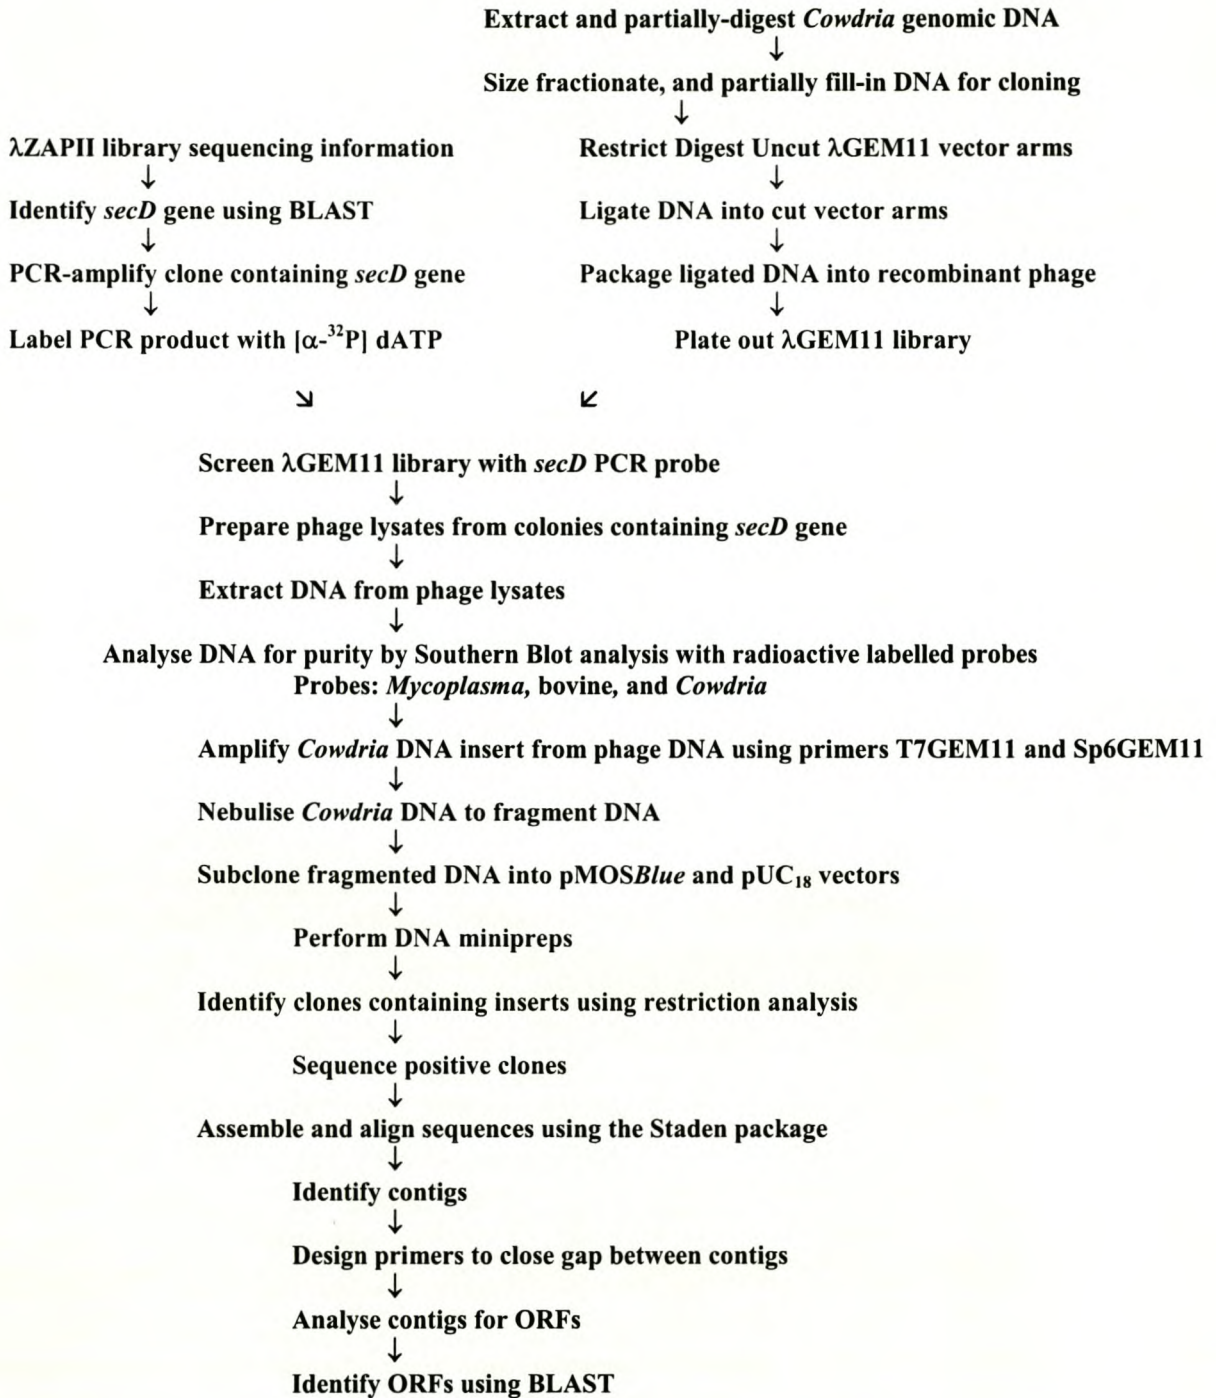 Extract and partially-digest Cowdria genomic DNA
↓
Size fractionate, and partially fill-in DNA for cloning
↓
λZAPII library sequencing information
↓
Identify secD gene using BLAST
↓
PCR-amplify clone containing secD gene
↓
Label PCR product with [α-³²P] dATP
Restrict Digest Uncut λGEM11 vector arms
↓
Ligate DNA into cut vector arms
↓
Package ligated DNA into recombinant phage
↓
Plate out λGEM11 library
↘ ↙
Screen λGEM11 library with secD PCR probe
↓
Prepare phage lysates from colonies containing secD gene
↓
Extract DNA from phage lysates
↓
Analyse DNA for purity by Southern Blot analysis with radioactive labelled probes
Probes: Mycoplasma, bovine, and Cowdria
↓
Amplify Cowdria DNA insert from phage DNA using primers T7GEM11 and Sp6GEM11
↓
Nebulise Cowdria DNA to fragment DNA
↓
Subclone fragmented DNA into pMOSBlue and pUC₁₈ vectors
↓
Perform DNA minipreps
↓
Identify clones containing inserts using restriction analysis
↓
Sequence positive clones
↓
Assemble and align sequences using the Staden package
↓
Identify contigs
↓
Design primers to close gap between contigs
↓
Analyse contigs for ORFs
↓
Identify ORFs using BLAST